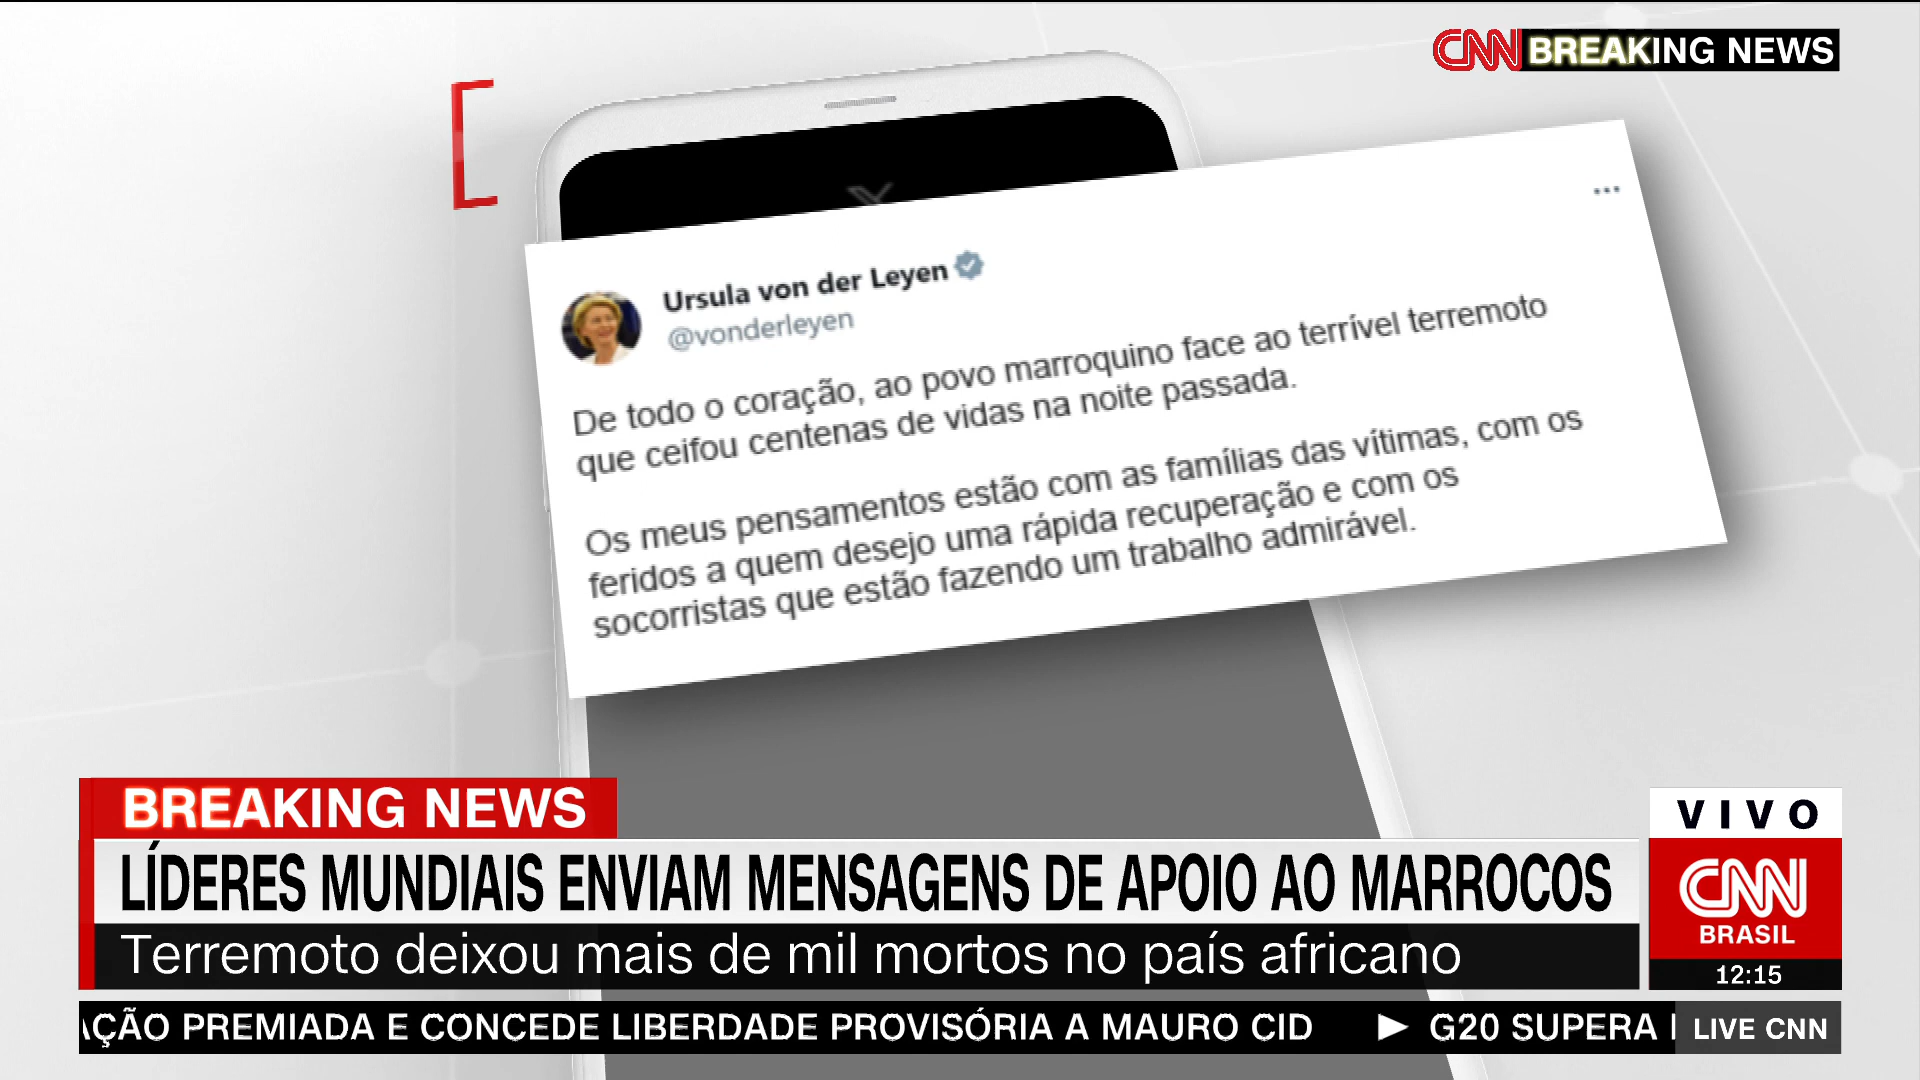 CNN BREAKING NEWS
X
...
Ursula von der Leyen
@vonderleyen
De todo o coração, ao povo marroquino face ao terrível terremoto
que ceifou centenas de vidas na noite passada.
Os meus pensamentos estão com as famílias das vítimas, com os
feridos a quem desejo uma rápida recuperação e com os
socorristas que estão fazendo um trabalho admirável.
BREAKING NEWS
LÍDERES MUNDIAIS ENVIAM MENSAGENS DE APOIO AO MARROCOS
Terremoto deixou mais de mil mortos no país africano
VIVO
CNN
BRASIL
12:15
AÇÃO PREMIADA E CONCEDE LIBERDADE PROVISÓRIA A MAURO CID ▶ G20 SUPERA
LIVE CNN